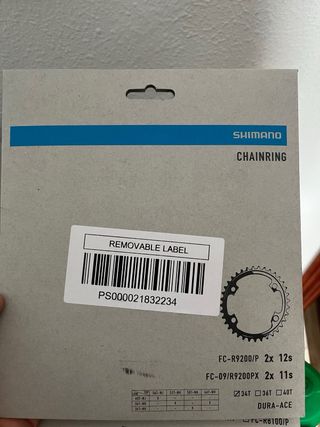 SHIMANO
CHAINRING
REMOVABLE LABEL
PS000021832234
FC-R9200/P 2x 12s
FC-09/R9200PX 2x 11s
☑34T ☐36T ☐40T
DURA-ACE